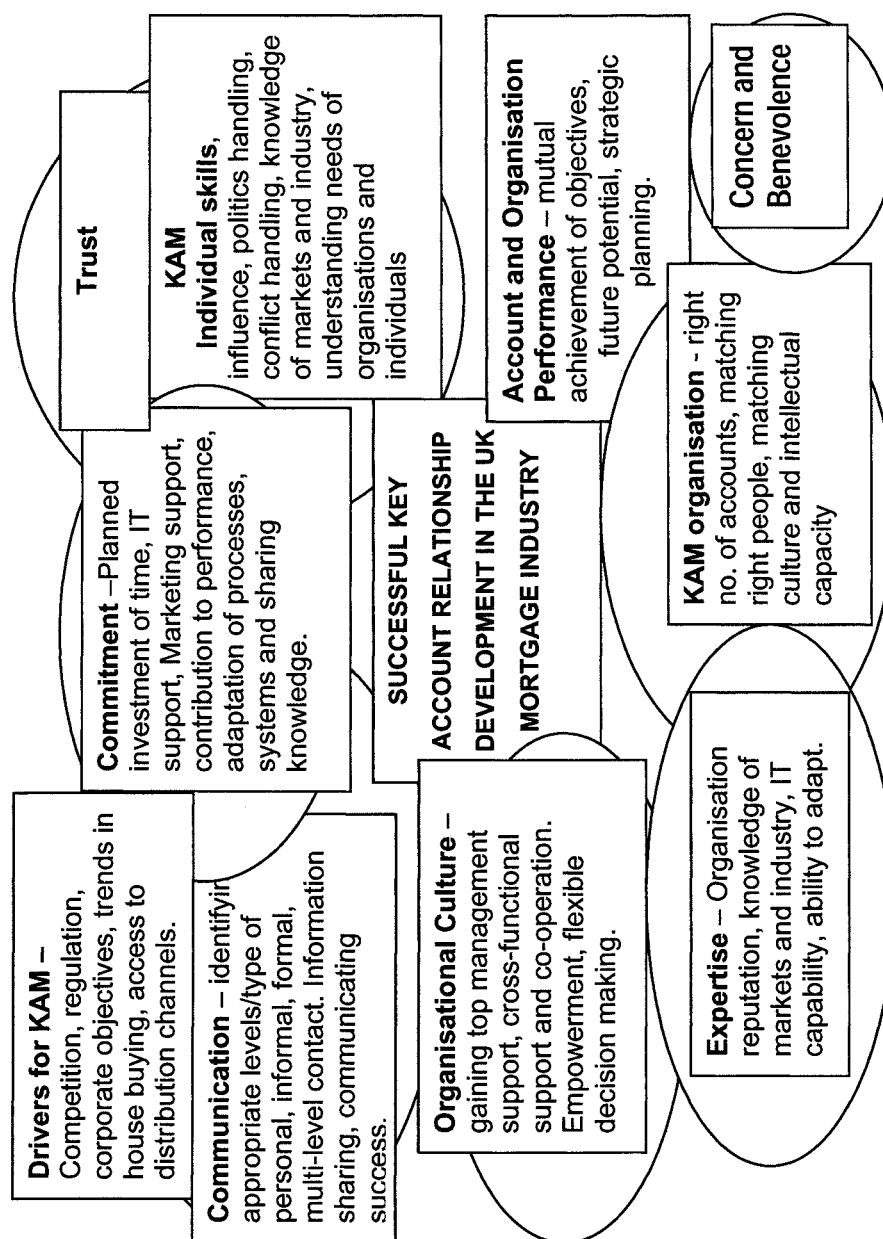 Drivers for KAM –
Competition, regulation,
corporate objectives, trends in
house buying, access to
distribution channels.
Communication – identifyin
appropriate levels/type of
personal, informal, formal,
multi-level contact. Information
sharing, communicating
success.
Commitment –Planned
investment of time, IT
support, Marketing support,
contribution to performance,
adaptation of processes,
systems and sharing
knowledge.
Trust
KAM
Individual skills,
influence, politics handling,
conflict handling, knowledge
of markets and industry,
understanding needs of
organisations and
individuals
SUCCESSFUL KEY
ACCOUNT RELATIONSHIP
DEVELOPMENT IN THE UK
MORTGAGE INDUSTRY
Organisational Culture –
gaining top management
support, cross-functional
support and co-operation.
Empowerment, flexible
decision making.
Account and Organisation
Performance – mutual
achievement of objectives,
future potential, strategic
planning.
Expertise – Organisation
reputation, knowledge of
markets and industry, IT
capability, ability to adapt.
KAM organisation - right
no. of accounts, matching
right people, matching
culture and intellectual
capacity
Concern and
Benevolence